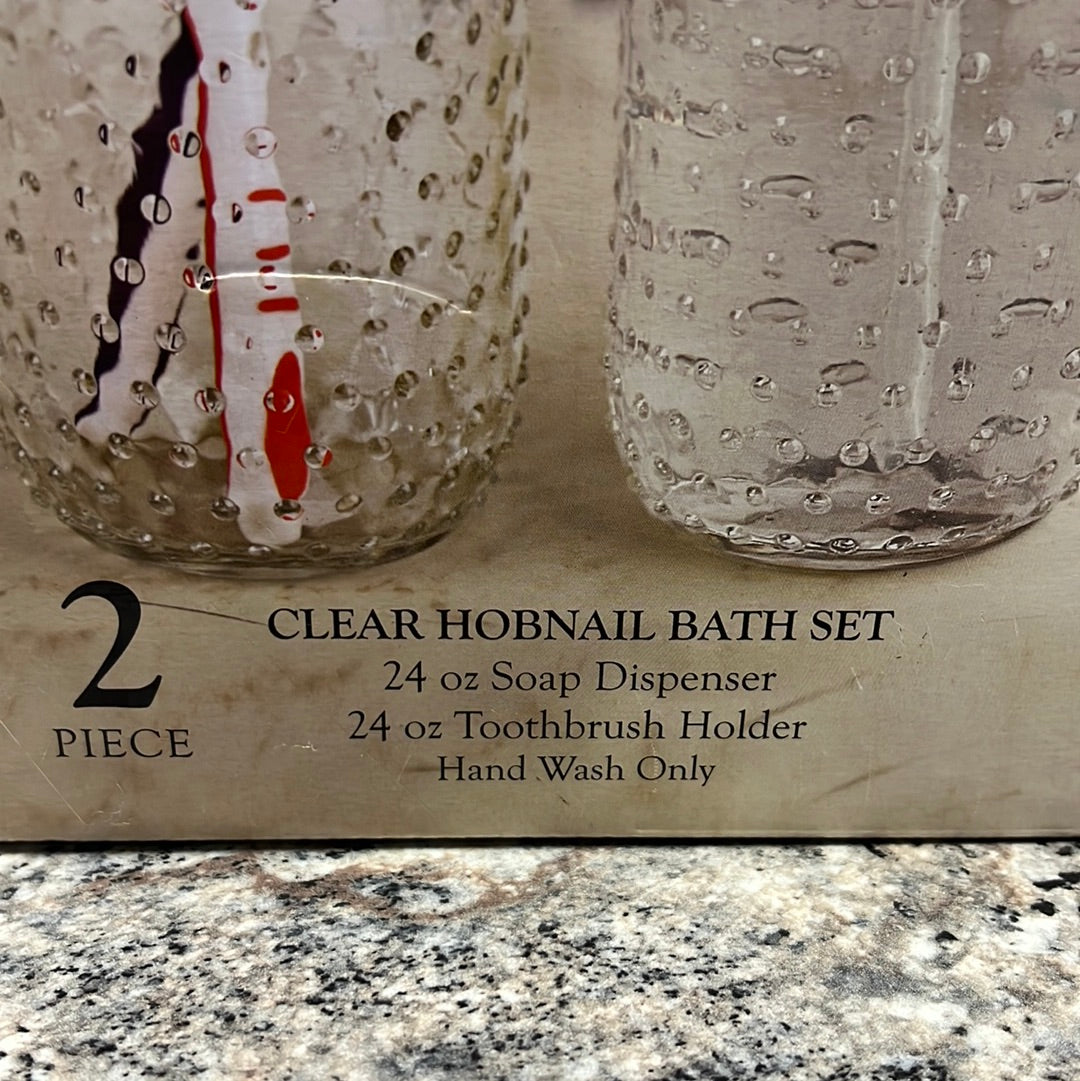 2
PIECE
CLEAR HOBNAIL BATH SET
24 oz Soap Dispenser
24 oz Toothbrush Holder
Hand Wash Only